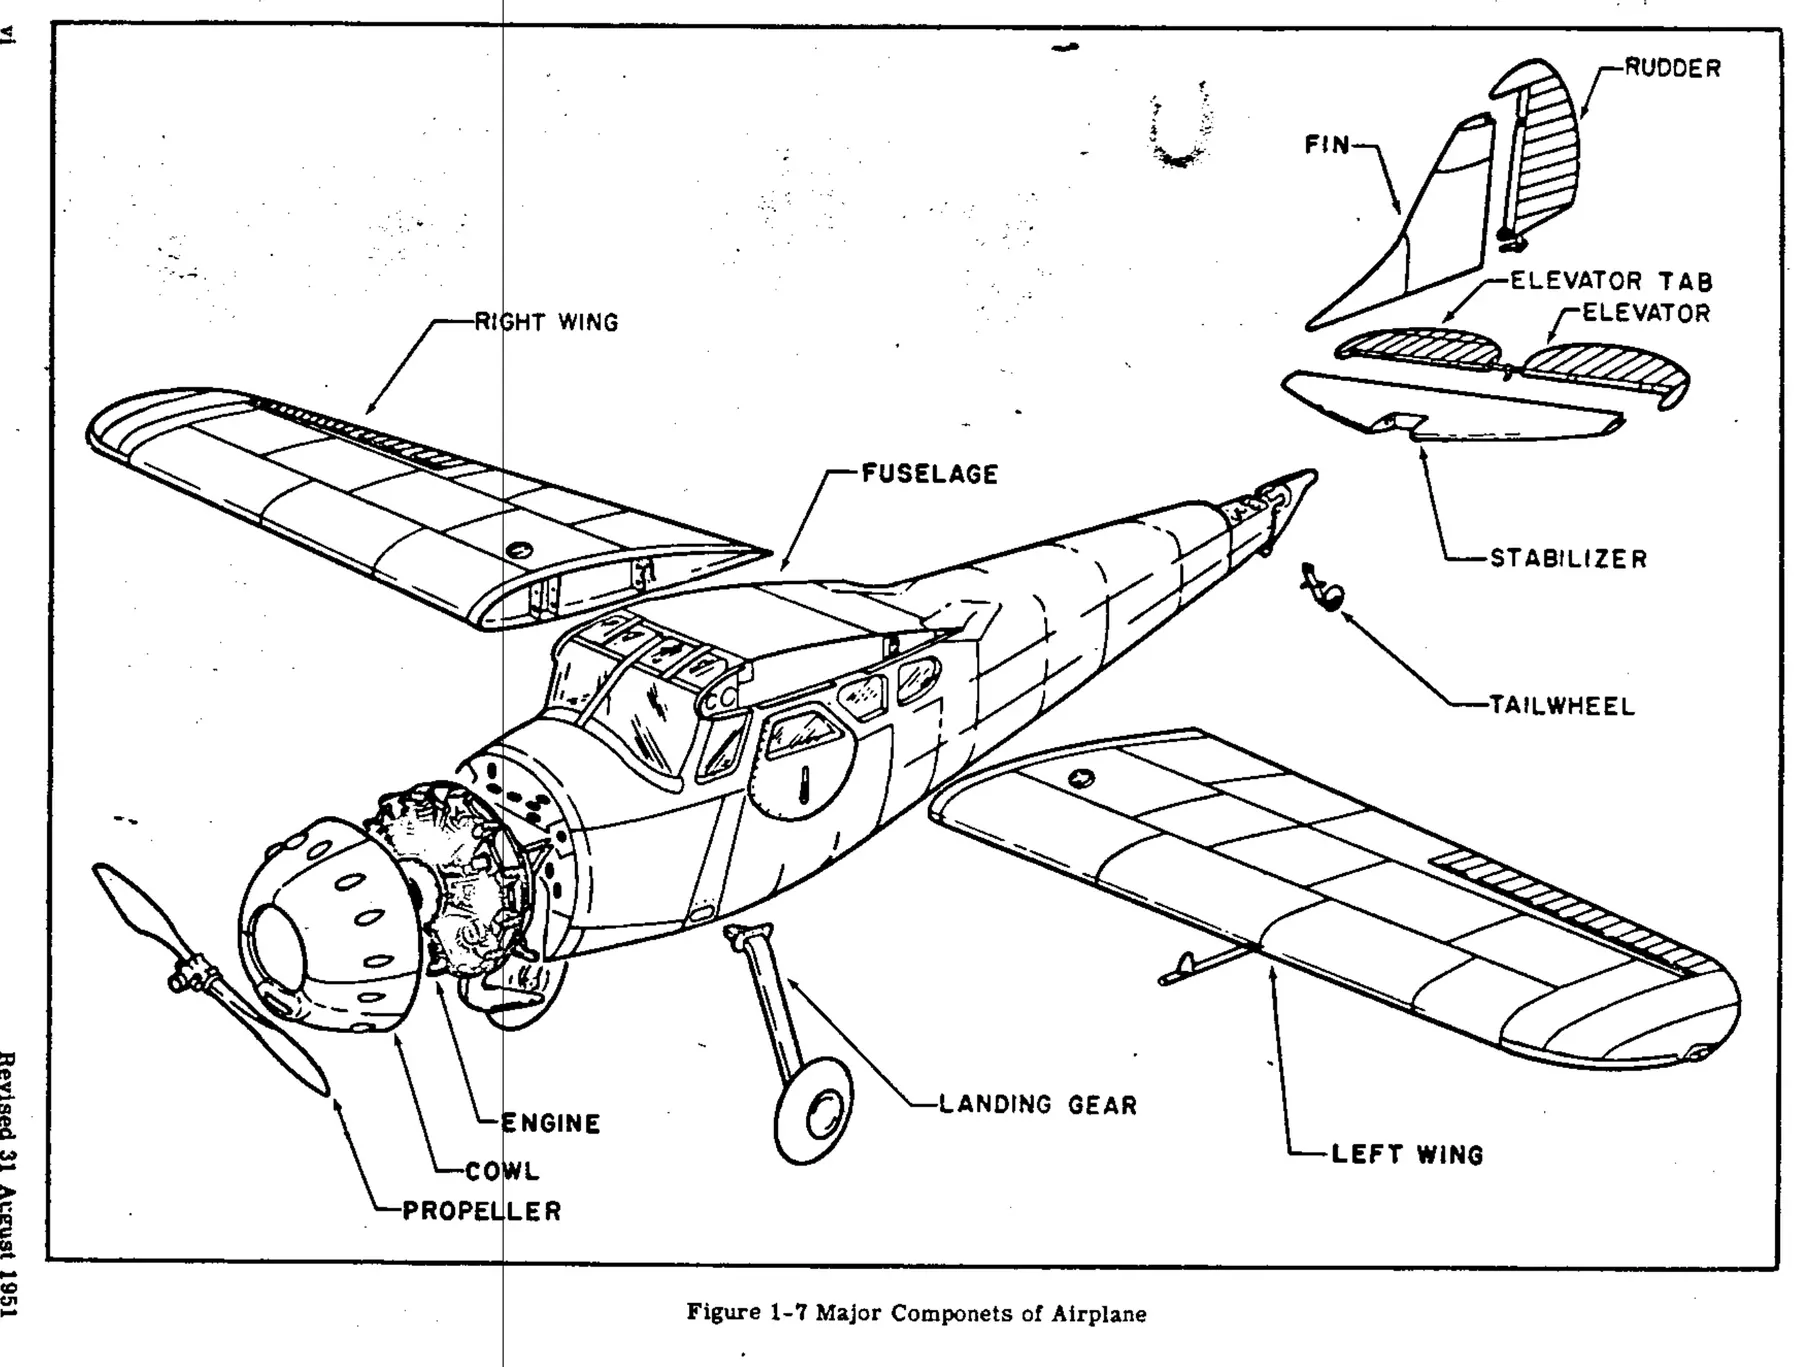 vi
RUDDER
FIN
ELEVATOR TAB
ELEVATOR
RIGHT WING
FUSELAGE
STABILIZER
TAILWHEEL
LANDING GEAR
ENGINE
LEFT WING
COWL
PROPELLER
Revised 31 August 1951
Figure 1-7 Major Componets of Airplane